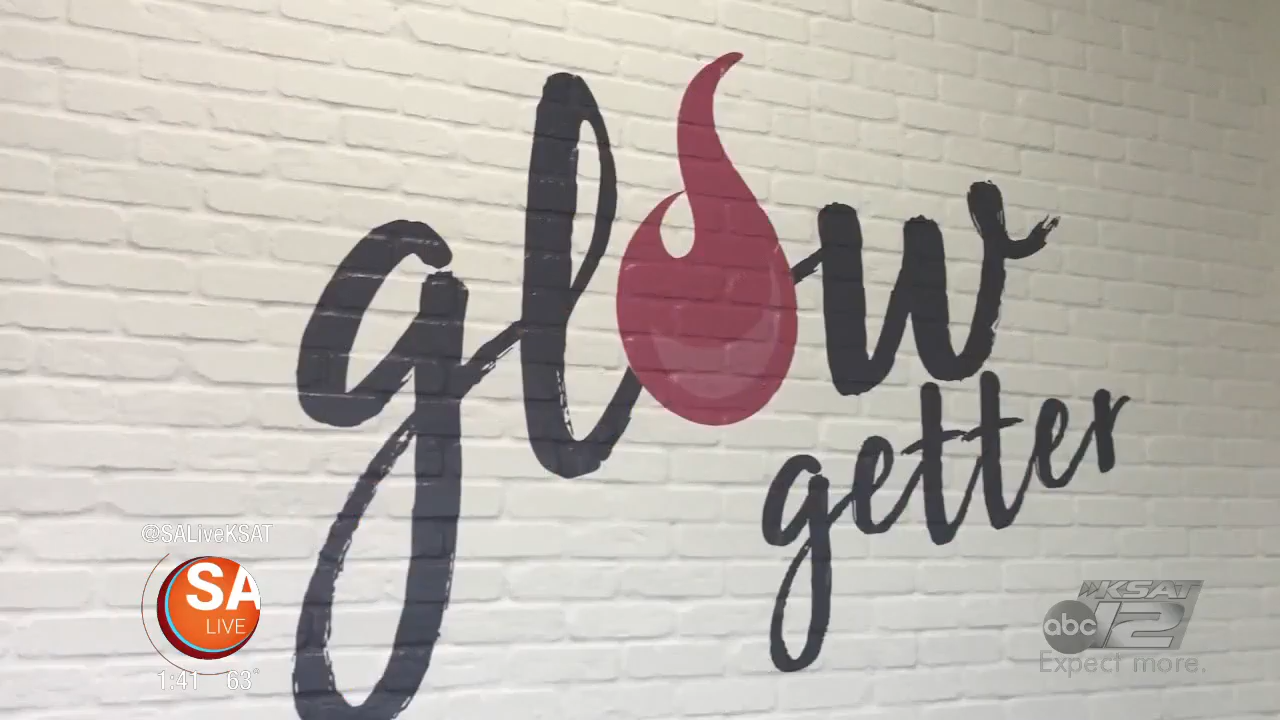 glow
getter
@SALiveKSAT
SA
LIVE
1:41 63°
KSAT
abc 12
Expect more.